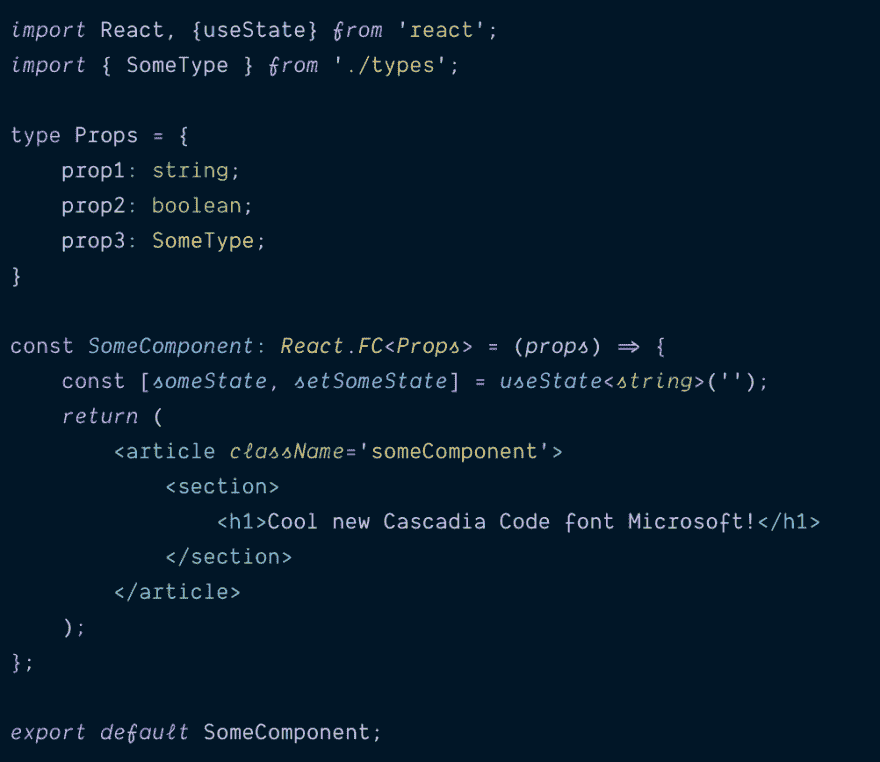 import React, {useState} from 'react';
import { SomeType } from './types';

type Props = {
    prop1: string;
    prop2: boolean;
    prop3: SomeType;
}

const SomeComponent: React.FC<Props> = (props) => {
    const [someState, setSomeState] = useState<string>('');
    return (
        <article className='someComponent'>
            <section>
                <h1>Cool new Cascadia Code font Microsoft!</h1>
            </section>
        </article>
    );
};

export default SomeComponent;